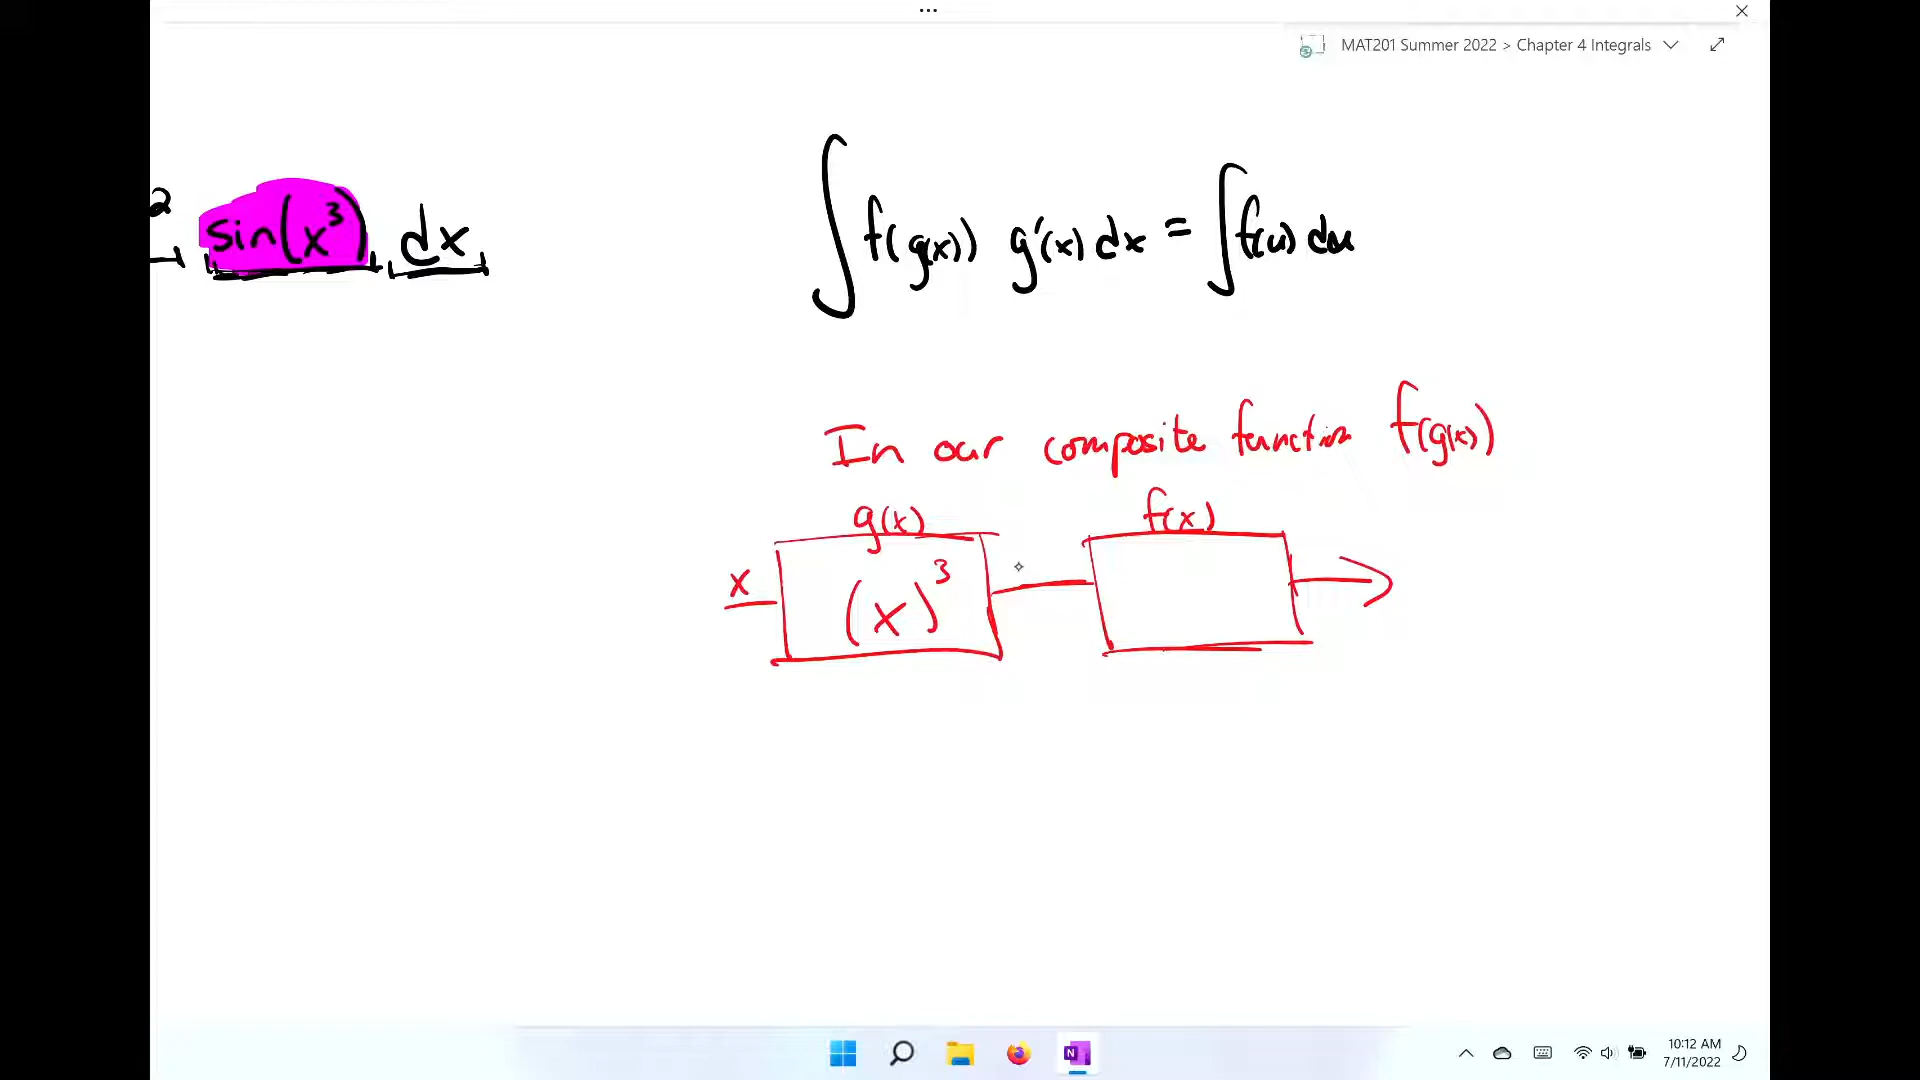 MAT201 Summer 2022 > Chapter 4 Integrals
2 sin(x³) dx
∫ f(g(x)) g'(x) dx = ∫ f(u) du
In our composite function f(g(x))
g(x) f(x)
x (x)³
10:12 AM
7/11/2022